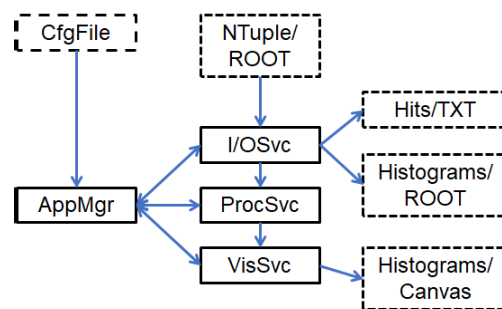 CfgFile
NTuple/
ROOT
Hits/TXT
I/OSvc
Histograms/
ROOT
AppMgr
ProcSvc
VisSvc
Histograms/
Canvas